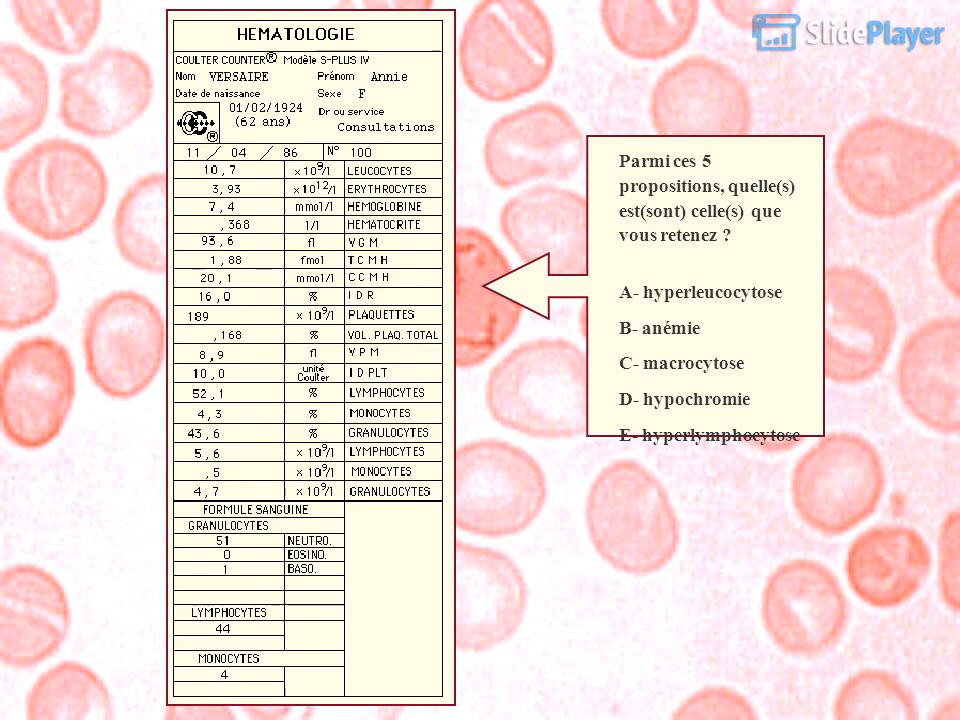 SlidePlayer
HEMATOLOGIE
COULTER COUNTER® Modèle S-PLUS IV
Nom VERSAIRE Prénom Annie
Date de naissance Sexe F
01/02/1924 Dr ou service
(62 ans) Consultations
11 / 04 / 86 N° 100
10,7 x 10⁹/l LEUCOCYTES
3,93 x10¹²/l ERYTHROCYTES
7,4 mmol/l HEMOGLOBINE
,368 l/l HEMATOCRITE
93,6 fl V G M
1,88 fmol T C M H
20,1 mmol/l C C M H
16,0 % I D R
189 x 10⁹/l PLAQUETTES
,168 % VOL. PLAQ. TOTAL
8,9 fl V P M
10,0 unité Coulter I D PLT
52,1 % LYMPHOCYTES
4,3 % MONOCYTES
43,6 % GRANULOCYTES
5,6 x 10⁹/l LYMPHOCYTES
,5 x 10⁹/l MONOCYTES
4,7 x 10⁹/l GRANULOCYTES
FORMULE SANGUINE
GRANULOCYTES
51 NEUTRO.
0 EOSINO.
1 BASO.
LYMPHOCYTES
44
MONOCYTES
4
Parmi ces 5
propositions, quelle(s)
est(sont) celle(s) que
vous retenez ?
A- hyperleucocytose
B- anémie
C- macrocytose
D- hypochromie
E- hyperlymphocytose